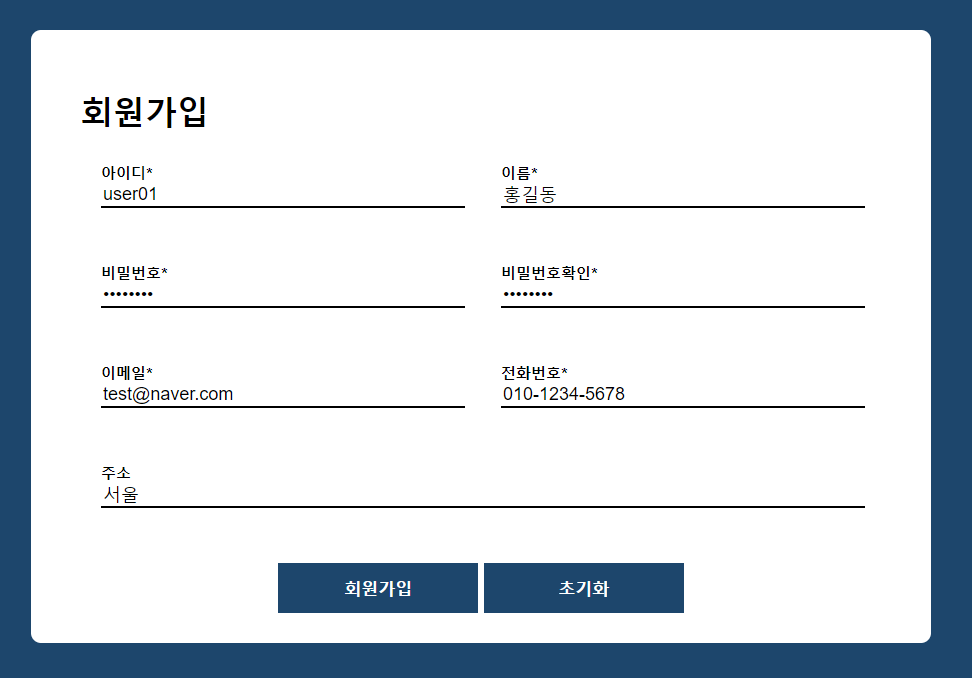 회원가입
아이디* 이름*
user01 홍길동
비밀번호* 비밀번호확인*
•••••••• ••••••••
이메일* 전화번호*
test@naver.com 010-1234-5678
주소
서울
회원가입 초기화